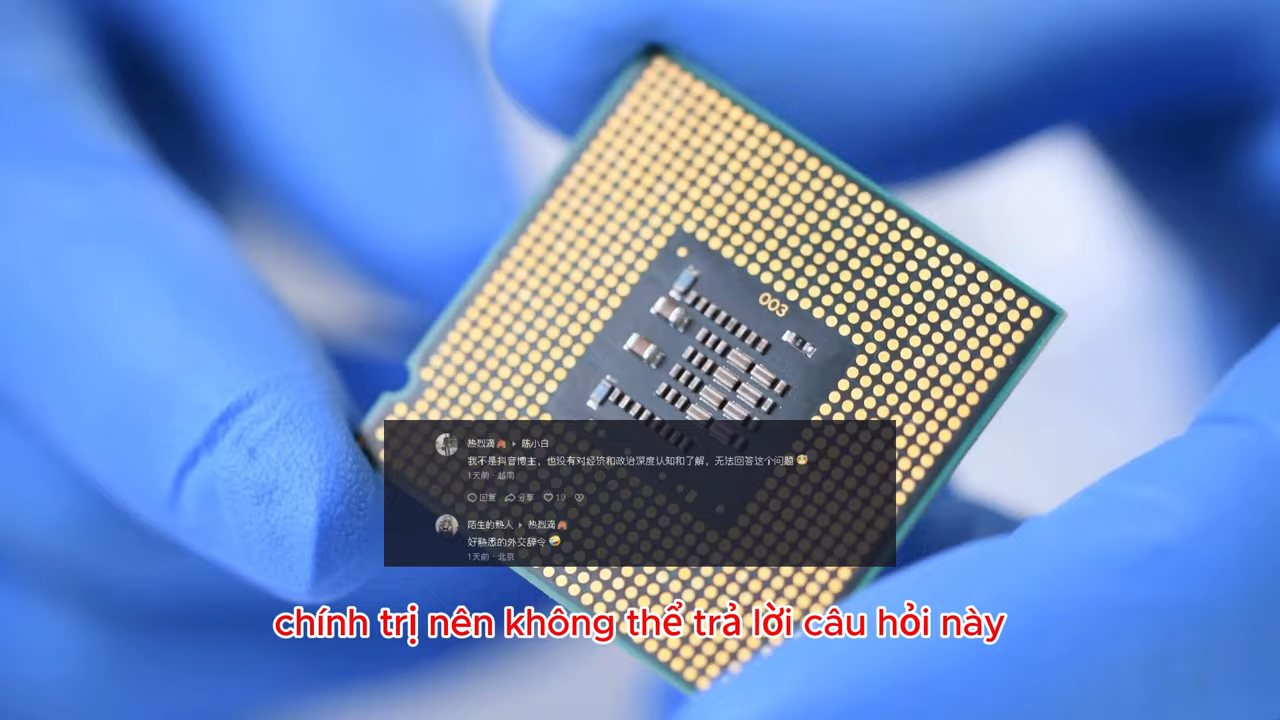 003
热烈滴 ▸ 陈小白
我不是抖音博主，也没有对经济和政治深度认知和了解，无法回答这个问题
1天前 · 越南
回复 分享 19
陌生的熟人 ▸ 热烈滴
好熟悉的外交辞令
1天前 · 北京
chính trị nên không thể trả lời câu hỏi này